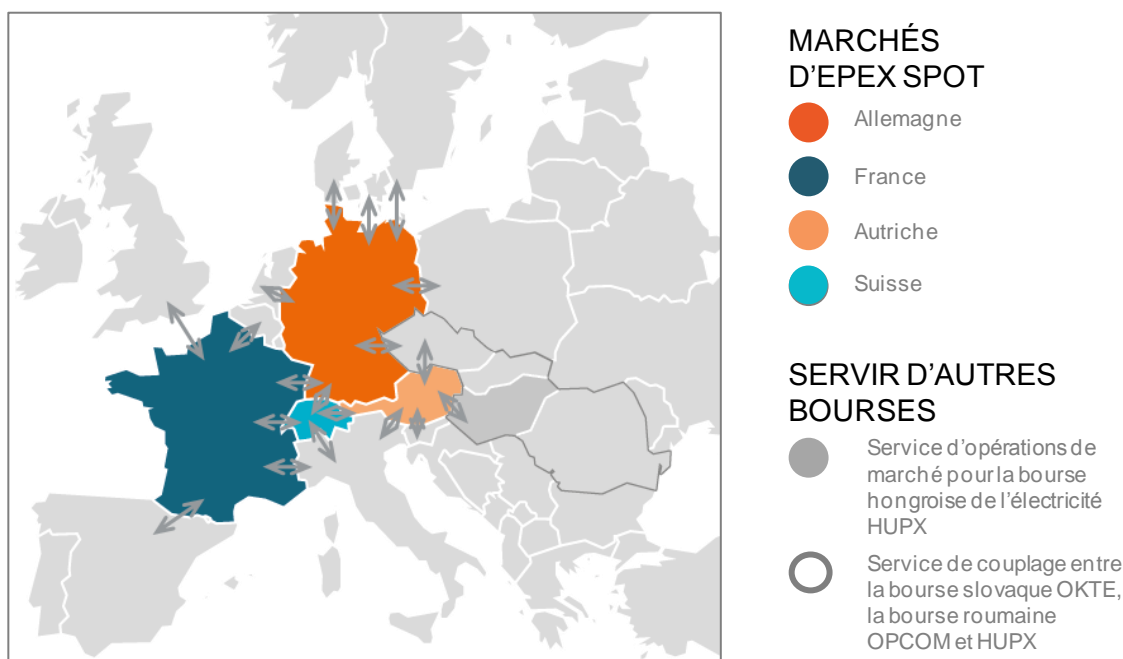 MARCHÉS
D'EPEX SPOT
Allemagne
France
Autriche
Suisse
SERVIR D'AUTRES
BOURSES
Service d'opérations de
marché pour la bourse
hongroise de l'électricité
HUPX
Service de couplage entre
la bourse slovaque OKTE,
la bourse roumaine
OPCOM et HUPX